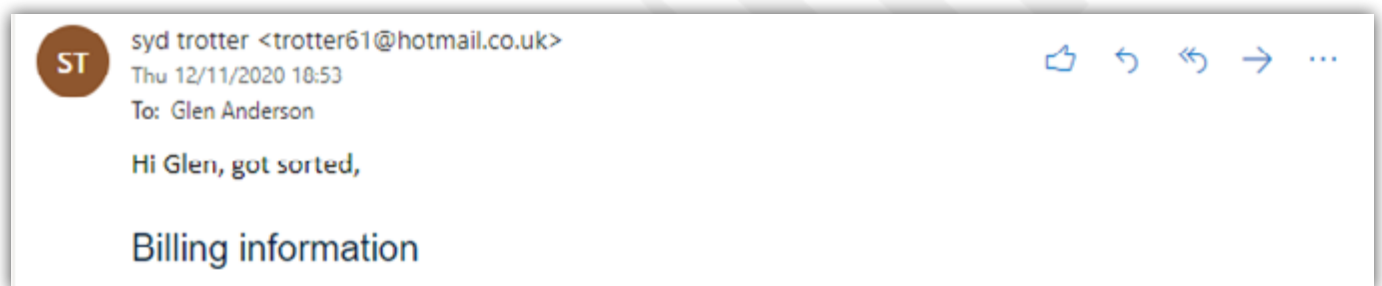 ST
syd trotter <trotter61@hotmail.co.uk>
Thu 12/11/2020 18:53
To: Glen Anderson
Hi Glen, got sorted,
Billing information